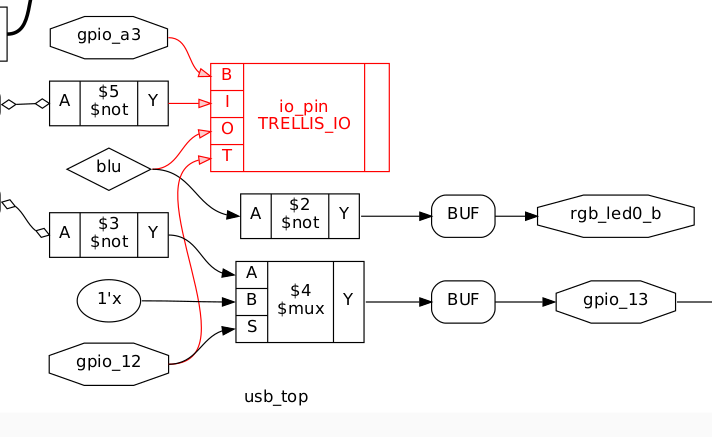 gpio_a3
A
$5
$not
Y
B
I
O
T
io_pin
TRELLIS_IO
blu
A
$2
$not
Y
BUF
rgb_led0_b
A
$3
$not
Y
1'x
A
B
S
$4
$mux
Y
BUF
gpio_13
gpio_12
usb_top